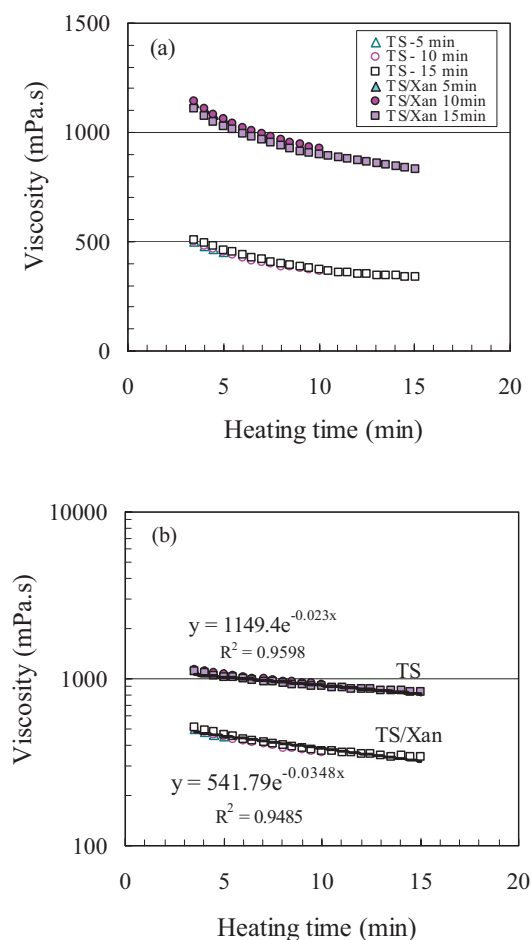 1500
(a)
TS -5 min
TS - 10 min
TS - 15 min
TS/Xan 5min
TS/Xan 10min
TS/Xan 15min
1000
500
0
Viscosity (mPa.s)
0 5 10 15 20
Heating time (min)
10000
(b)
y = 1149.4e^-0.023x
R² = 0.9598
TS
1000
TS/Xan
y = 541.79e^-0.0348x
R² = 0.9485
100
Viscosity (mPa.s)
0 5 10 15 20
Heating time (min)